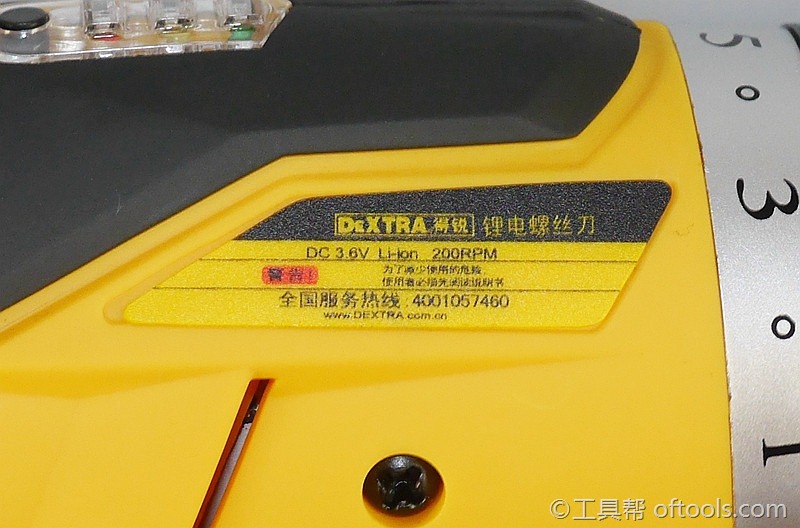 5
3
1
DEXTRA 得锐 锂电螺丝刀
DC 3.6V Li-ion 200RPM
警告!
为了减少使用的危险
使用者必须先阅读说明书
全国服务热线 4001057460
www.DEXTRA.com.cn
©工具帮 oftools.com